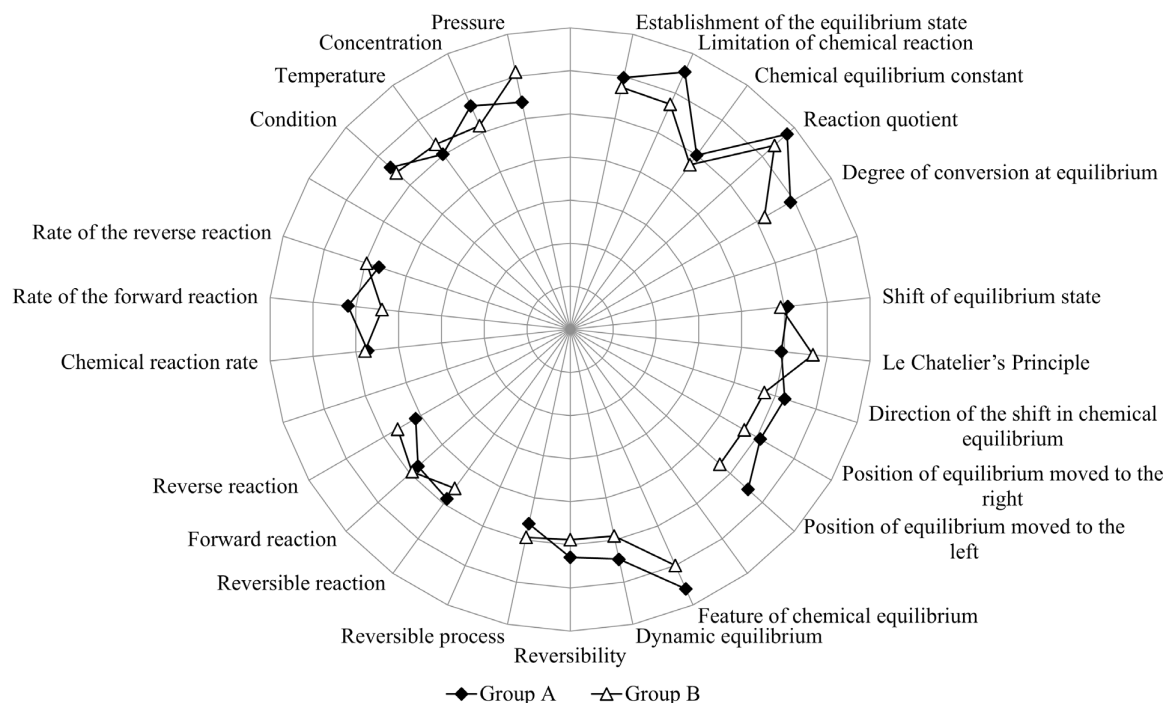 Pressure
Establishment of the equilibrium state
Concentration
Limitation of chemical reaction
Temperature
Chemical equilibrium constant
Condition
Reaction quotient
Degree of conversion at equilibrium
Rate of the reverse reaction
Rate of the forward reaction
Shift of equilibrium state
Chemical reaction rate
Le Chatelier’s Principle
Direction of the shift in chemical
equilibrium
Reverse reaction
Position of equilibrium moved to the
right
Forward reaction
Position of equilibrium moved to the
left
Reversible reaction
Feature of chemical equilibrium
Reversible process
Dynamic equilibrium
Reversibility
Group A
Group B